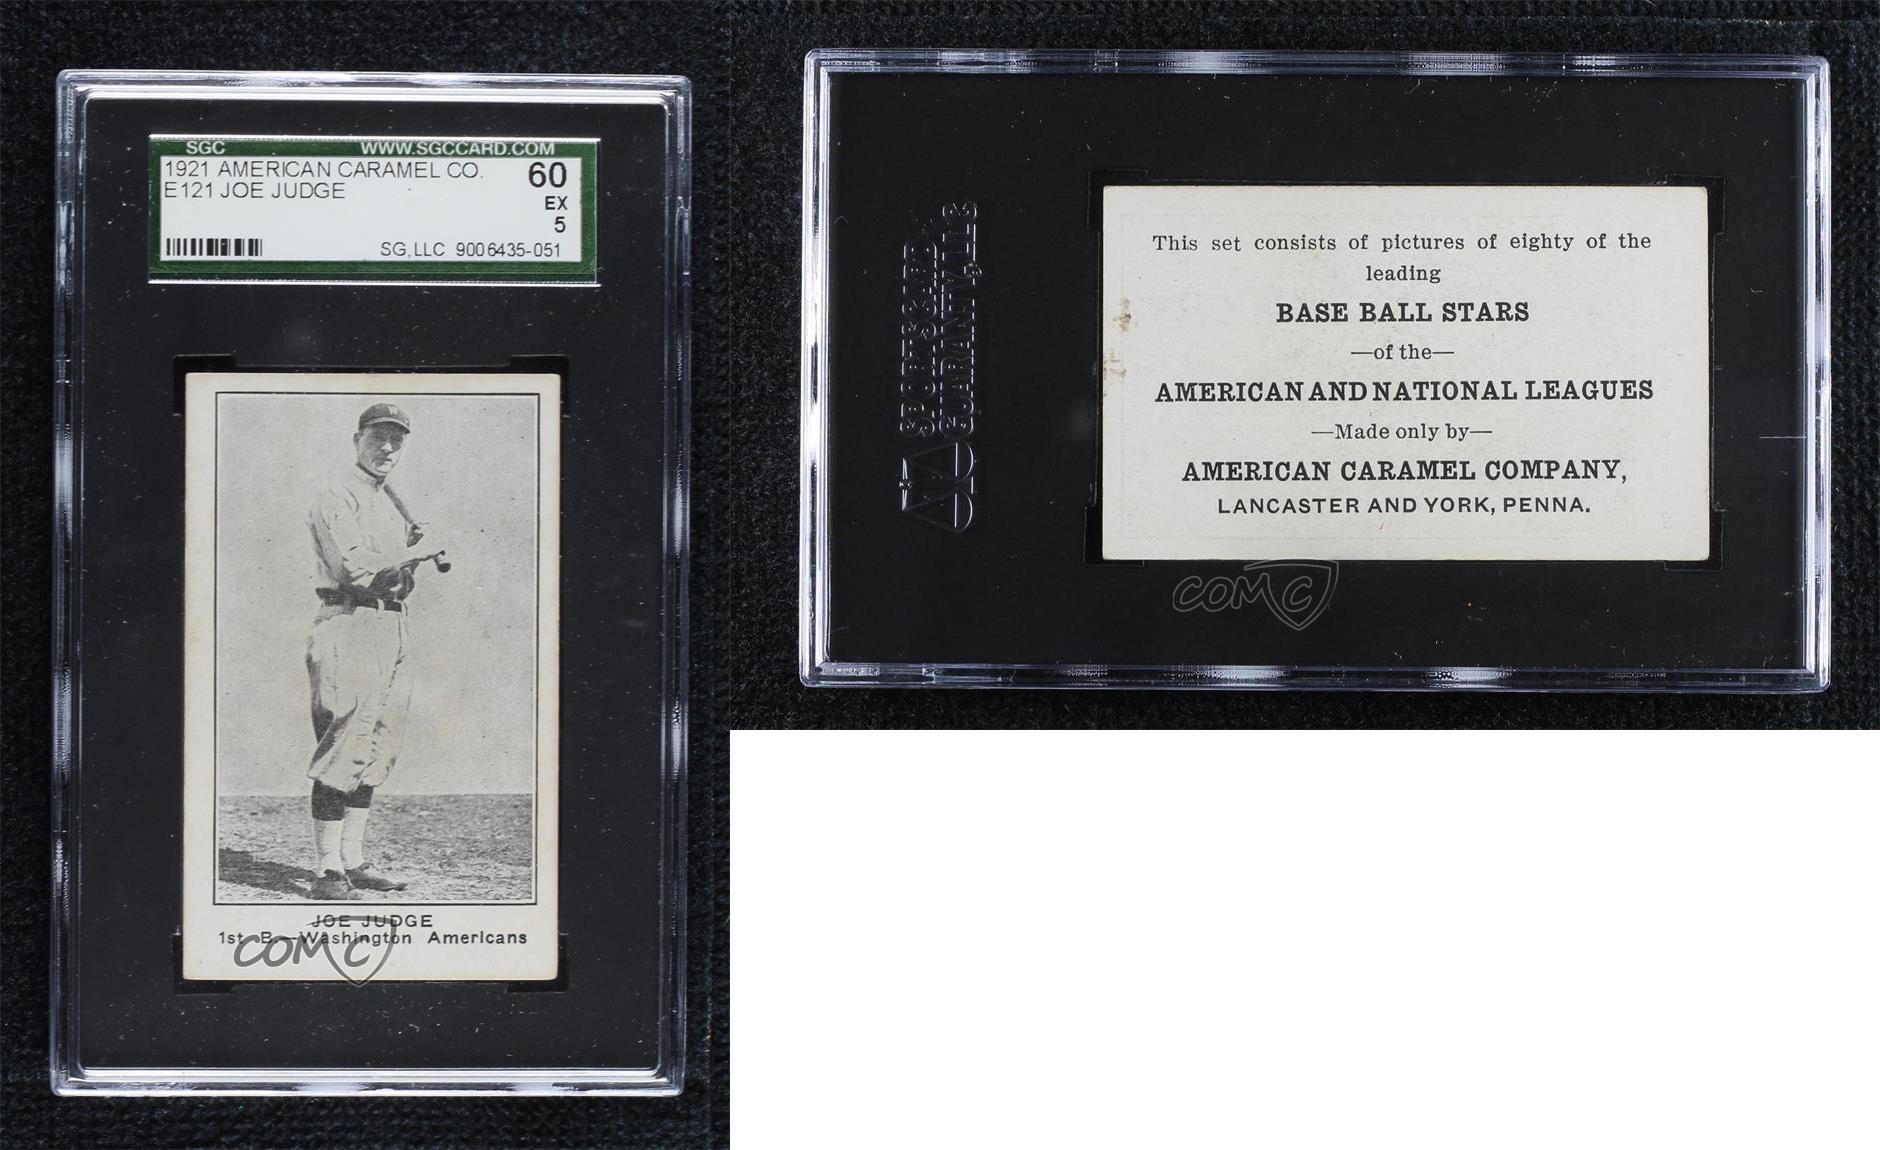 SGC WWW.SGCCARD.COM
1921 AMERICAN CARAMEL CO. 60
E121 JOE JUDGE EX
5
SG, LLC 9006435-051
W
JOE JUDGE
1st B.—Washington Americans
COMC
SPORTSCARD
GUARANTY, LLC
This set consists of pictures of eighty of the
leading
BASE BALL STARS
—of the—
AMERICAN AND NATIONAL LEAGUES
—Made only by—
AMERICAN CARAMEL COMPANY,
LANCASTER AND YORK, PENNA.
COMC